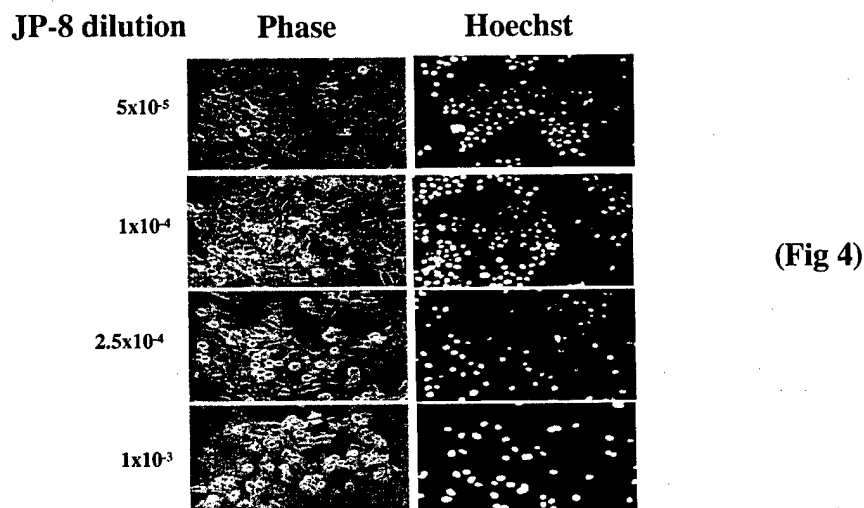 JP-8 dilution Phase Hoechst
5x10⁻⁵
1x10⁻⁴
(Fig 4)
2.5x10⁻⁴
1x10⁻³